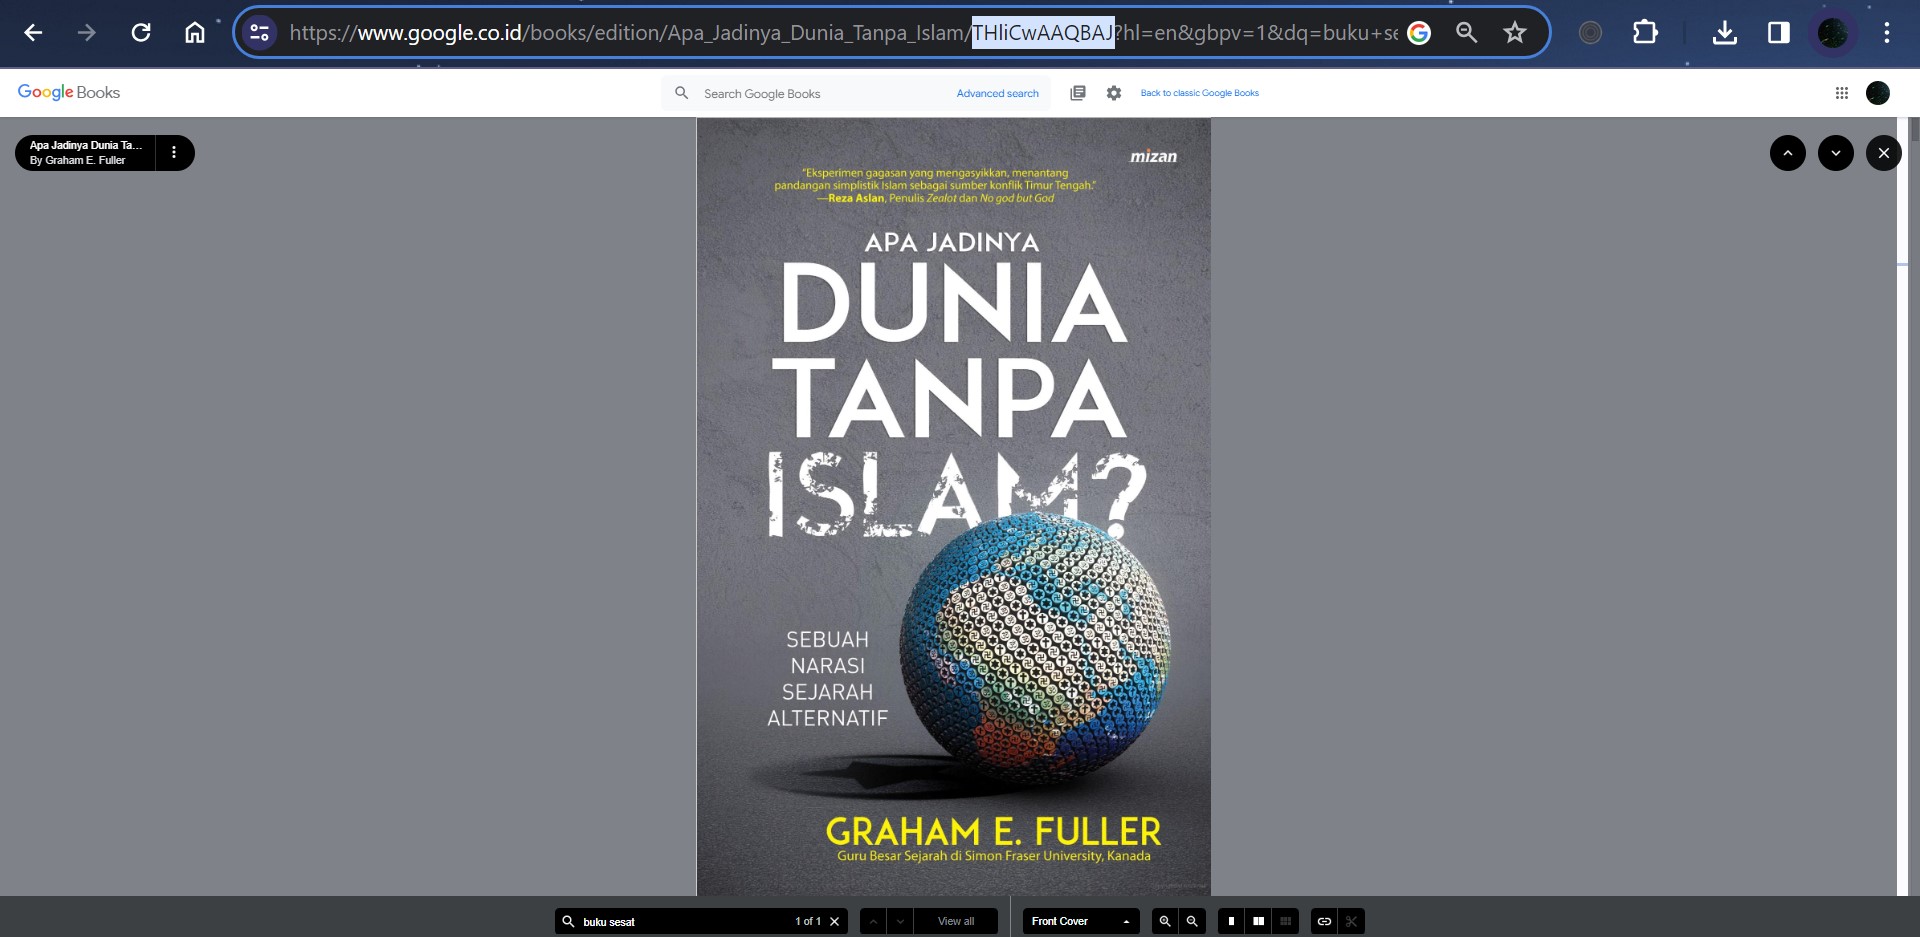 https://www.google.co.id/books/edition/Apa_Jadinya_Dunia_Tanpa_Islam/THliCwAAQBAJ?hl=en&gbpv=1&dq=buku+se
Google Books
Search Google Books
Advanced search
Back to classic Google Books
Apa Jadinya Dunia Ta...
By Graham E. Fuller
mizan
"Eksperimen gagasan yang mengasyikkan, menantang
pandangan simplistik Islam sebagai sumber konflik Timur Tengah."
—Reza Aslan, Penulis Zealot dan No god but God
APA JADINYA
DUNIA
TANPA
ISLAM?
SEBUAH
NARASI
SEJARAH
ALTERNATIF
GRAHAM E. FULLER
Guru Besar Sejarah di Simon Fraser University, Kanada
buku sesat
1 of 1
View all
Front Cover